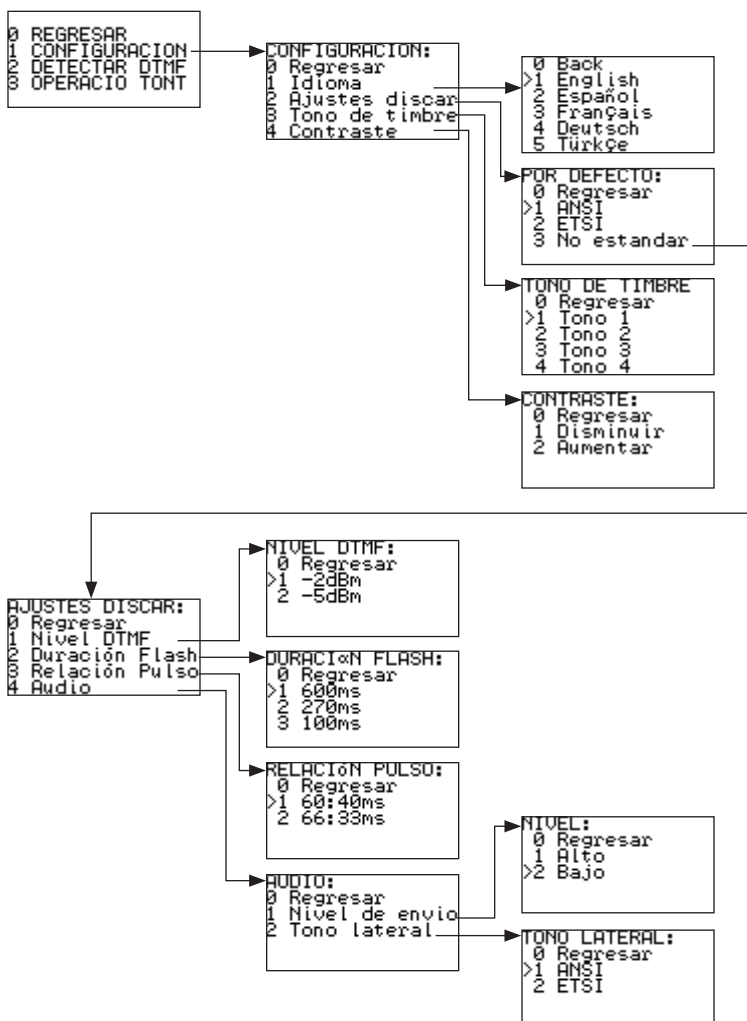 0 REGRESAR
1 CONFIGURACION
2 DETECTAR DTMF
3 OPERACIO TONT
CONFIGURACION:
0 Regresar
1 Idioma
2 Ajustes discar
3 Tono de timbre
4 Contraste
0 Back
>1 English
2 Español
3 Français
4 Deutsch
5 Türkçe
POR DEFECTO:
0 Regresar
>1 ANSI
2 ETSI
3 No estandar
TONO DE TIMBRE
0 Regresar
>1 Tono 1
2 Tono 2
3 Tono 3
4 Tono 4
CONTRASTE:
0 Regresar
1 Disminuir
2 Aumentar
AJUSTES DISCAR:
0 Regresar
1 Nivel DTMF
2 Duración Flash
3 Relación Pulso
4 Audio
NIVEL DTMF:
0 Regresar
>1 -2dBm
2 -5dBm
DURACI«N FLASH:
0 Regresar
>1 600ms
2 270ms
3 100ms
RELACIóN PULSO:
0 Regresar
>1 60:40ms
2 66:33ms
AUDIO:
0 Regresar
1 Nivel de envio
2 Tono lateral
NIVEL:
0 Regresar
1 Alto
>2 Bajo
TONO LATERAL:
0 Regresar
>1 ANSI
2 ETSI